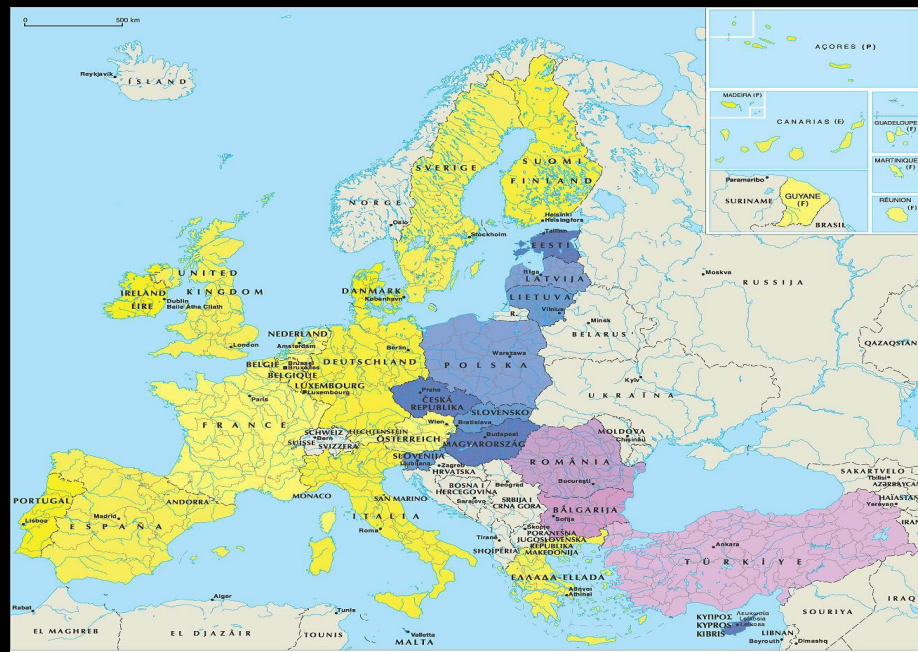 0 500 km
Reykjavík
ÍSLAND
AÇORES (P)
MADEIRA (P)
CANARIAS (E)
GUADELOUPE
(F)
MARTINIQUE
(F)
RÉUNION
(F)
Paramaribo
SURINAME
GUYANE
(F)
BRASIL
SVERIGE
SUOMI
FINLAND
NORGE
Oslo
Helsinki
Helsingfors
Stockholm
Tallinn
EESTI
Rīga
LATVIJA
LIETUVA
Vilnius
R.
Moskva
RUSSIJA
Minsk
BELARUS'
QAZAQSTAN
UNITED
KINGDOM
IRELAND
ÉIRE
Dublin
Baile Átha Cliath
London
DANMARK
København
NEDERLAND
Amsterdam
BELGIË
BELGIQUE
Brussel
Bruxelles
LUXEMBOURG
Luxembourg
Berlin
DEUTSCHLAND
Warszawa
POLSKA
Kyiv
UKRAÏNA
Praha
ČESKÁ
REPUBLIKA
SLOVENSKO
Bratislava
Paris
FRANCE
SCHWEIZ
SUISSE
SVIZZERA
Bern
LIECHTENSTEIN
Wien
ÖSTERREICH
Budapest
MAGYARORSZÁG
MOLDOVA
Chişinău
SLOVENIJA
Ljubljana
Zagreb
HRVATSKA
ROMÂNIA
Bucureşti
BOSNA I
HERCEGOVINA
Sarajevo
Beograd
SRBIJA I
CRNA GORA
BĂLGARIJA
Sofija
PORTUGAL
Lisboa
Madrid
ESPAÑA
ANDORRA
MONACO
SAN MARINO
ITALIA
Roma
Tiranë
SHQIPËRIA
Skopje
PORANEŠNA
JUGOSLOVENSKA
REPUBLIKA
MAKEDONIJA
ΕΛΛΑΔΑ-ELLADA
Αθήνα
Athinai
Ankara
TÜRKİYE
SAKARTVELO
Tbilisi
AZƏRBAYCAN
HAÏASTAN
Yerevan
IRAN
IRAQ
SOURIYA
ΚΥΠΡΟΣ
KYPROS
KIBRIS
Λευκωσία
Lefkosia
Lefkosa
LIBNAN
Beyrouth
Dimashq
Rabat
EL MAGHREB
Alger
EL DJAZÂIR
Tunis
TOUNIS
Valletta
MALTA